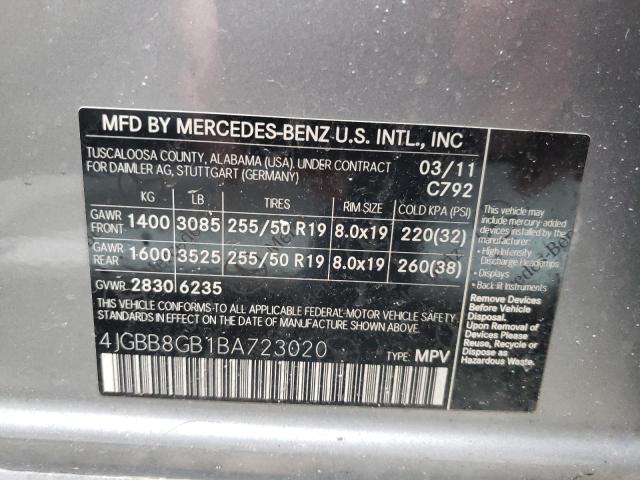 MFD BY MERCEDES-BENZ U.S. INTL., INC
TUSCALOOSA COUNTY, ALABAMA (USA). UNDER CONTRACT
FOR DAIMLER AG, STUTTGART (GERMANY)
03/11
C792
KG LB TIRES RIM SIZE COLD KPA (PSI)
GAWR FRONT 1400 3085 255/50 R19 8.0x19 220(32)
GAWR REAR 1600 3525 255/50 R19 8.0x19 260(38)
GVWR 2830 6235
THIS VEHICLE CONFORMS TO ALL APPLICABLE FEDERAL MOTOR VEHICLE SAFETY,
BUMPER, AND THEFT PREVENTION
STANDARDS IN EFFECT ON THE DATE OF MANUFACTURE SHOWN ABOVE.
4JGBB8GB1BA723020
TYPE: MPV
This vehicle may
include mercury-added
devices installed by the
manufacturer:
- High Intensity
Discharge Headlamps
- Displays
- Back-lit Instruments
Remove Devices
Before Vehicle
Disposal. Upon
Removal of Devices
Please Reuse,
Recycle or Dispose as
Hazardous Waste.